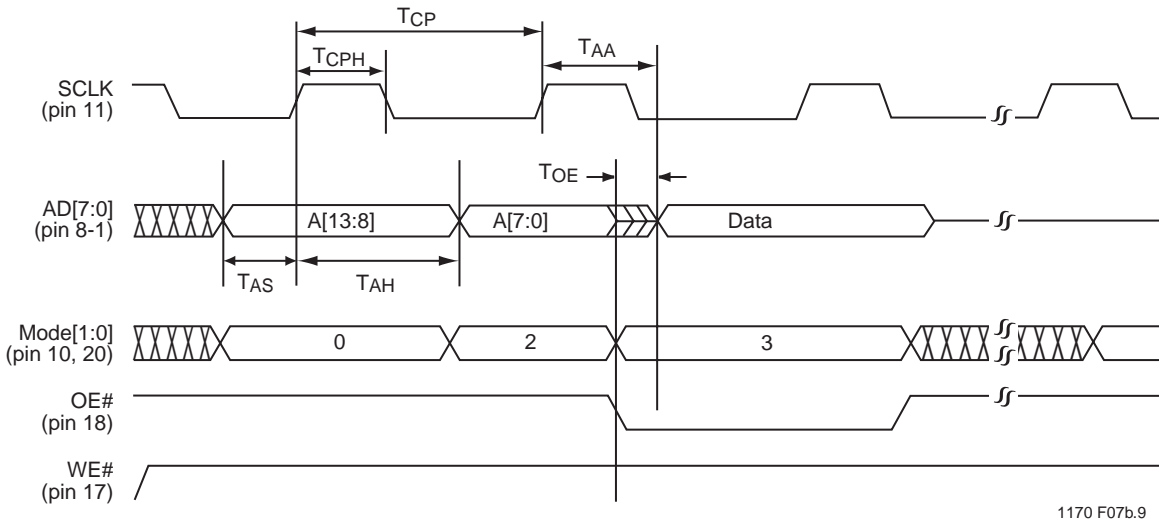 TCP
TCPH
TAA
SCLK
(pin 11)
TOE
AD[7:0]
(pin 8-1)
A[13:8]
A[7:0]
Data
TAS
TAH
Mode[1:0]
(pin 10, 20)
0
2
3
OE#
(pin 18)
WE#
(pin 17)
1170 F07b.9